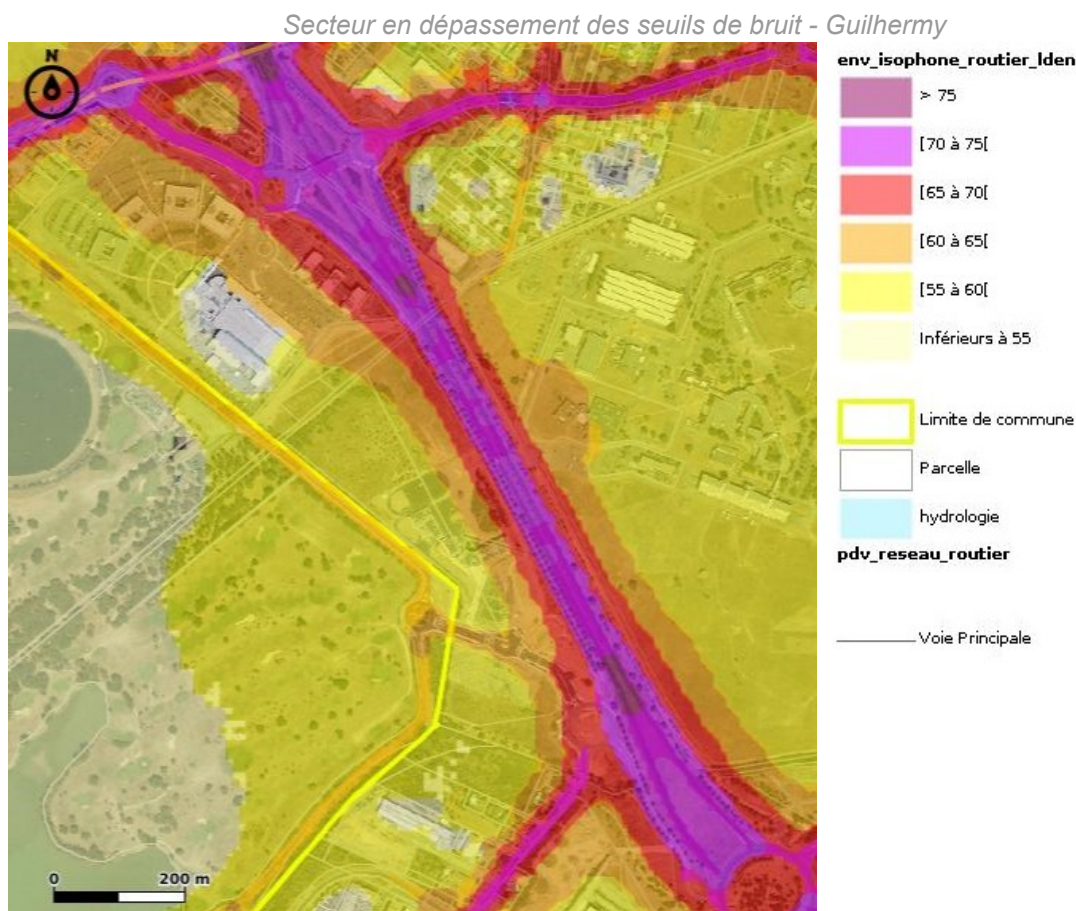 Secteur en dépassement des seuils de bruit - Guilhermy
N
env_isophone_routier_lden
> 75
[70 à 75[
[65 à 70[
[60 à 65[
[55 à 60[
Inférieurs à 55
Limite de commune
Parcelle
hydrologie
pdv_reseau_routier
Voie Principale
0 200 m